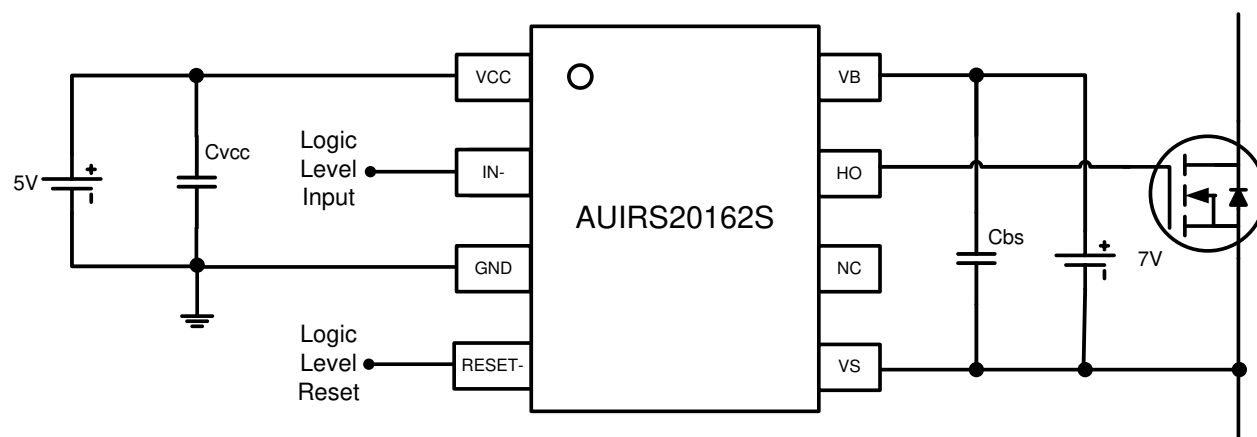 VCC
VB
Logic
Level
Input
Cvcc
5V
+
-
IN-
HO
AUIRS20162S
GND
NC
Cbs
+
-
7V
Logic
Level
Reset
RESET-
VS